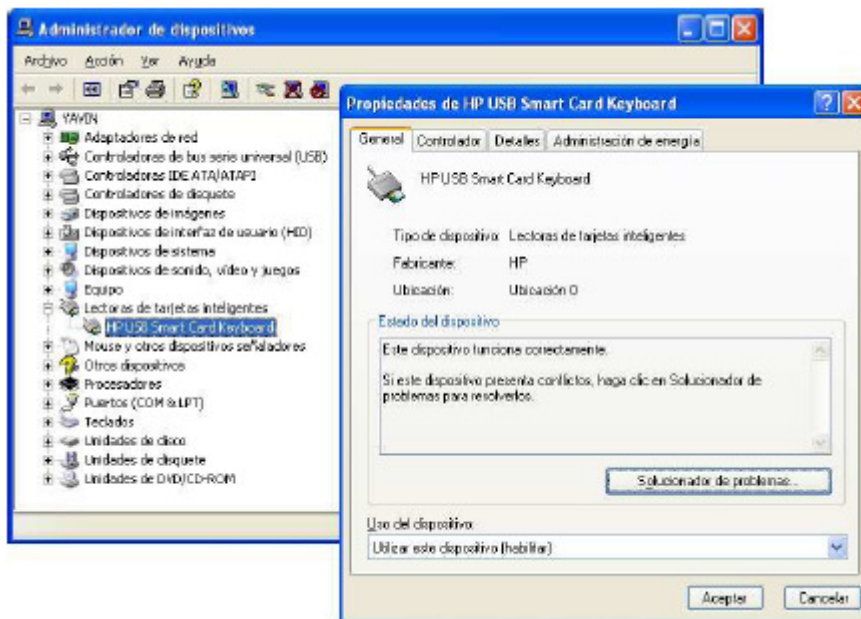 Administrador de dispositivos
Archivo Acción Ver Ayuda
YAVIN
Adaptadores de red
Controladoras de bus serie universal (USB)
Controladoras IDE ATA/ATAPI
Controladoras de disquete
Dispositivos de imágenes
Dispositivos de interfaz de usuario (HID)
Dispositivos de sistema
Dispositivos de sonido, vídeo y juegos
Equipo
Lectoras de tarjetas inteligentes
HP USB Smart Card Keyboard
Mouse y otros dispositivos señaladores
Otros dispositivos
Procesadores
Puertos (COM & LPT)
Teclados
Unidades de disco
Unidades de disquete
Unidades de DVD/CD-ROM
Propiedades de HP USB Smart Card Keyboard
General Controlador Detalles Administración de energía
HP USB Smart Card Keyboard
Tipo de dispositivo: Lectoras de tarjetas inteligentes
Fabricante: HP
Ubicación: Ubicación 0
Estado del dispositivo
Este dispositivo funciona correctamente.
Si este dispositivo presenta conflictos, haga clic en Solucionador de
problemas para resolverlos.
Solucionador de problemas...
Uso del dispositivo:
Utilizar este dispositivo (habilitar)
Aceptar Cancelar